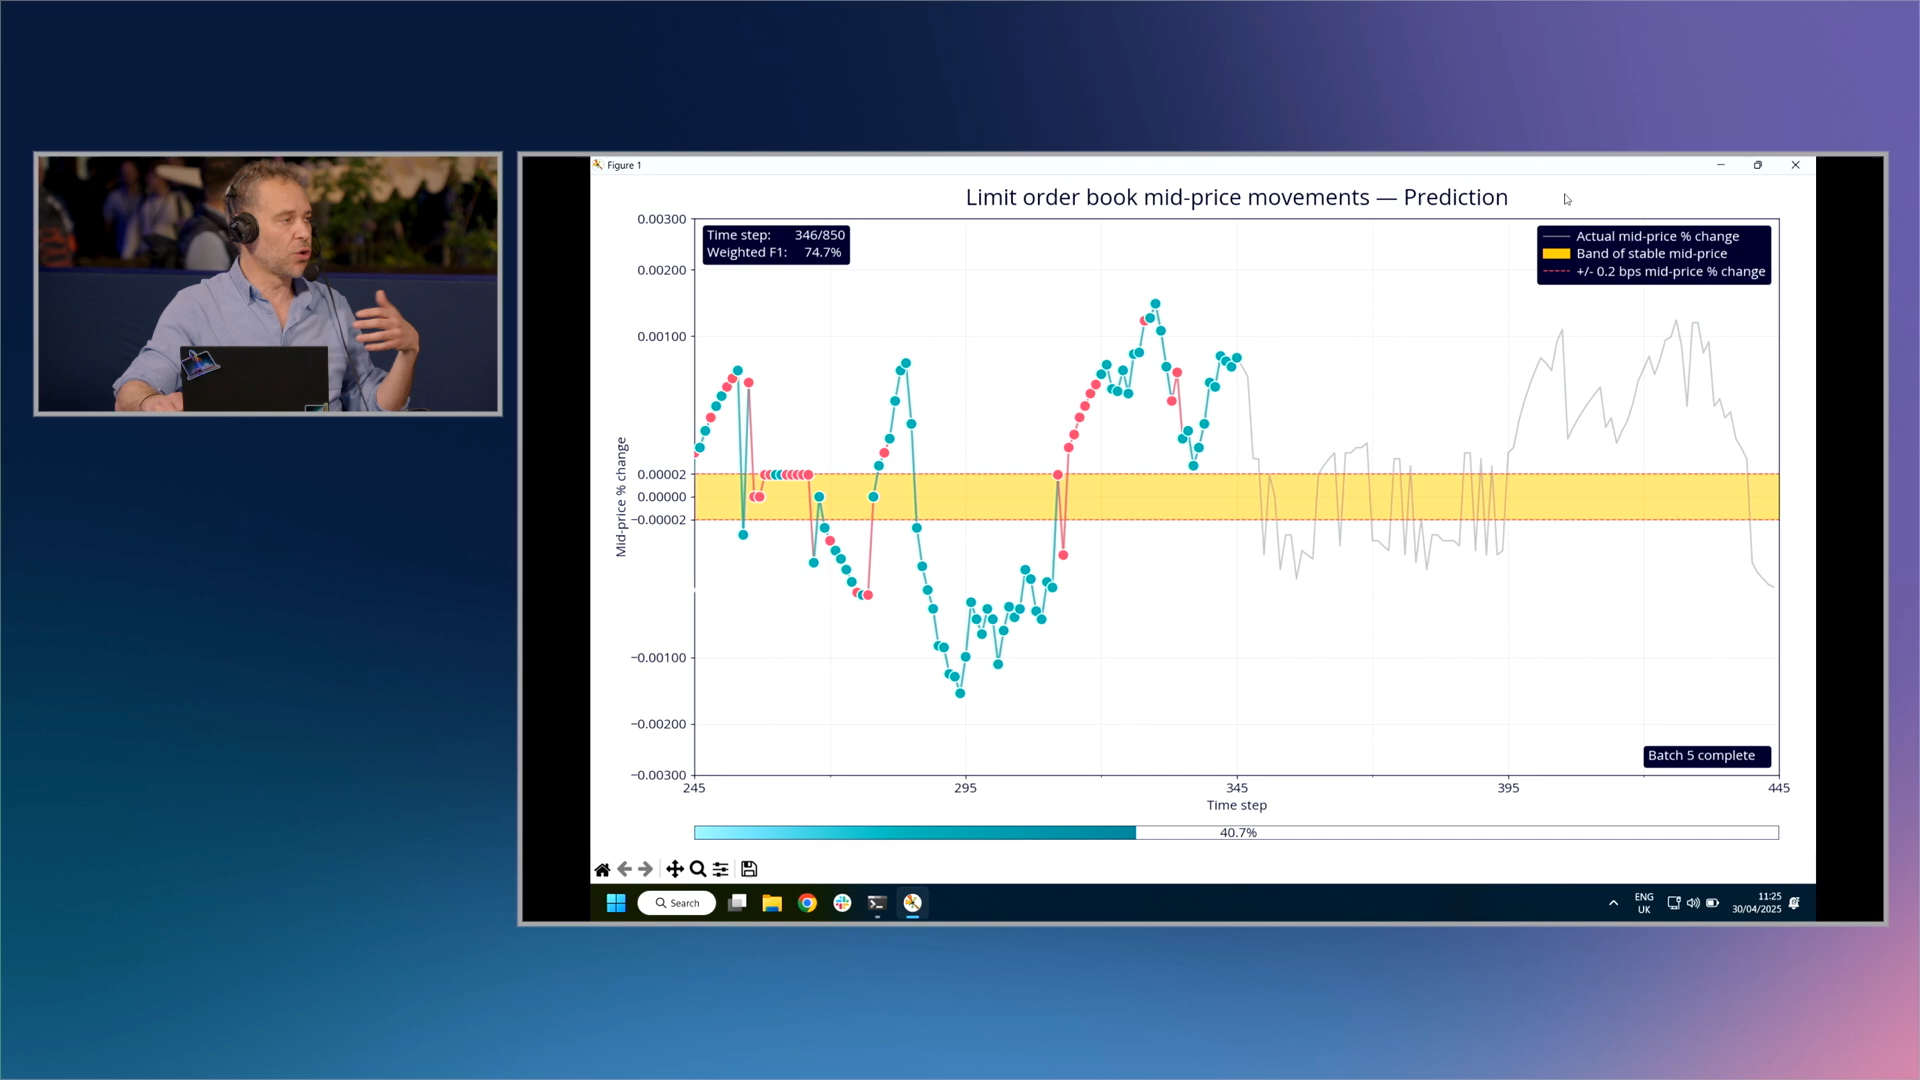 Figure 1
Limit order book mid-price movements — Prediction
Time step: 346/850
Weighted F1: 74.7%
Actual mid-price % change
Band of stable mid-price
+/- 0.2 bps mid-price % change
Mid-price % change
0.00300
0.00200
0.00100
0.00002
0.00000
−0.00002
−0.00100
−0.00200
−0.00300
Batch 5 complete
245
295
345
395
445
Time step
40.7%
Search
ENG
UK
11:25
30/04/2025